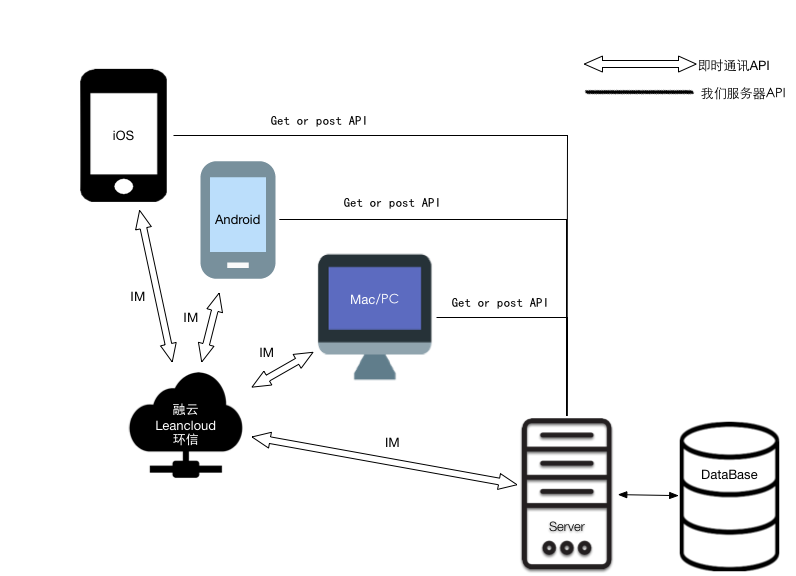 即时通讯API
我们服务器API
Get or post API
iOS
Get or post API
Android
Get or post API
Mac/PC
IM
IM
IM
融云
Leancloud
环信
IM
DataBase
Server